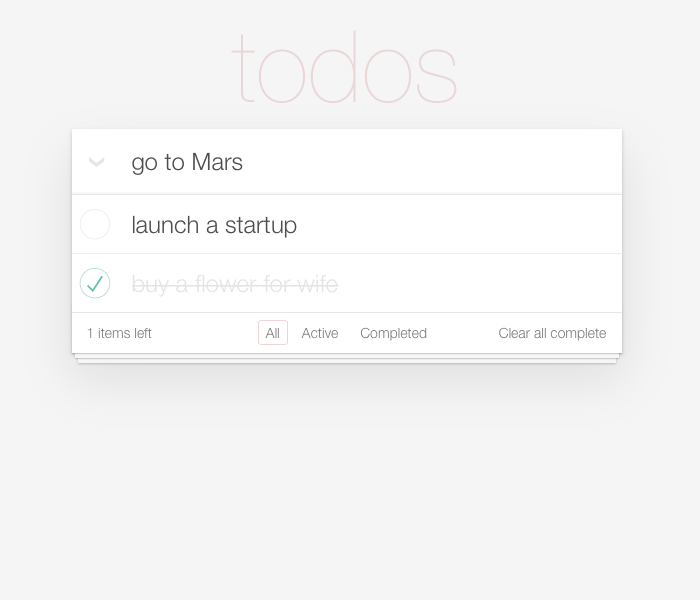 todos
go to Mars
launch a startup
buy a flower for wife
1 items left All Active Completed Clear all complete